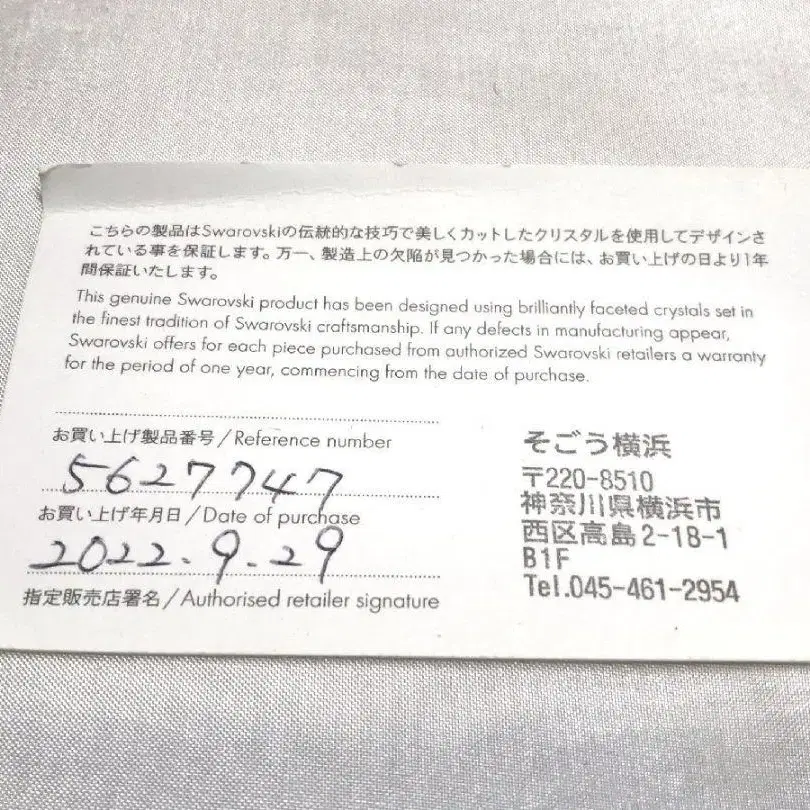 こちらの製品はSwarovskiの伝統的な技巧で美しくカットしたクリスタルを使用してデザインさ
れている事を保証します。万一、製造上の欠陥が見つかった場合には、お買い上げの日より1年
間保証いたします。
This genuine Swarovski product has been designed using brilliantly faceted crystals set in
the finest tradition of Swarovski craftsmanship. If any defects in manufacturing appear,
Swarovski offers for each piece purchased from authorized Swarovski retailers a warranty
for the period of one year, commencing from the date of purchase.
お買い上げ製品番号/Reference number
5627747
お買い上げ年月日/Date of purchase
2022.9.29
指定販売店署名/Authorised retailer signature
そごう横浜
〒220-8510
神奈川県横浜市
西区高島2-18-1
B1F
Tel.045-461-2954